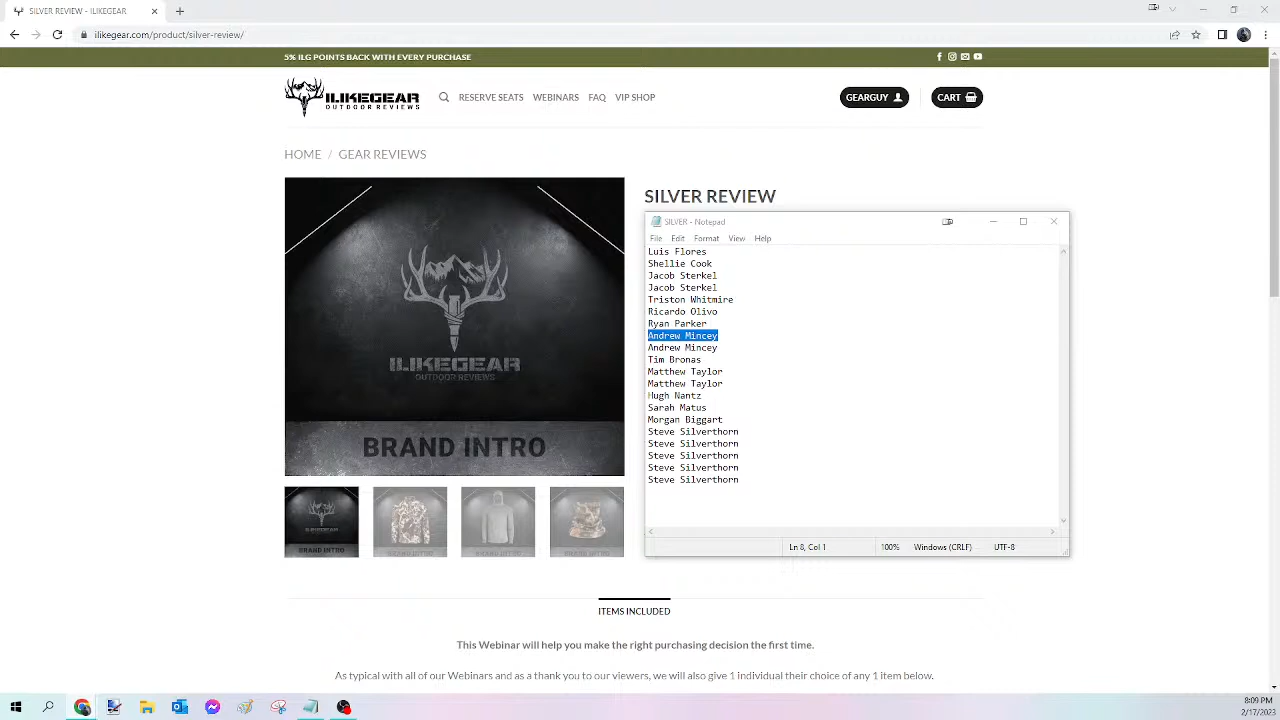 SILVER REVIEW - ILIKEGEAR
ilikegear.com/product/silver-review/
5% ILG POINTS BACK WITH EVERY PURCHASE
ILIKEGEAR
OUTDOOR REVIEWS
RESERVE SEATS
WEBINARS
FAQ
VIP SHOP
GEARGUY
CART
HOME / GEAR REVIEWS
SILVER REVIEW
ILIKEGEAR
OUTDOOR REVIEWS
BRAND INTRO
BRAND INTRO
SILVER - Notepad
File Edit Format View Help
Luis Flores
Shellie Cook
Jacob Sterkel
Jacob Sterkel
Triston Whitmire
Ricardo Olivo
Ryan Parker
Andrew Mincey
Andrew Mincey
Tim Bronas
Matthew Taylor
Matthew Taylor
Hugh Nantz
Sarah Matus
Morgan Biggart
Steve Silverthorn
Steve Silverthorn
Steve Silverthorn
Steve Silverthorn
Steve Silverthorn
Ln 8, Col 1
100%
Windows (CRLF)
UTF-8
ITEMS INCLUDED
This Webinar will help you make the right purchasing decision the first time.
As typical with all of our Webinars and as a thank you to our viewers, we will also give 1 individual their choice of any 1 item below.
8:09 PM
2/17/2023